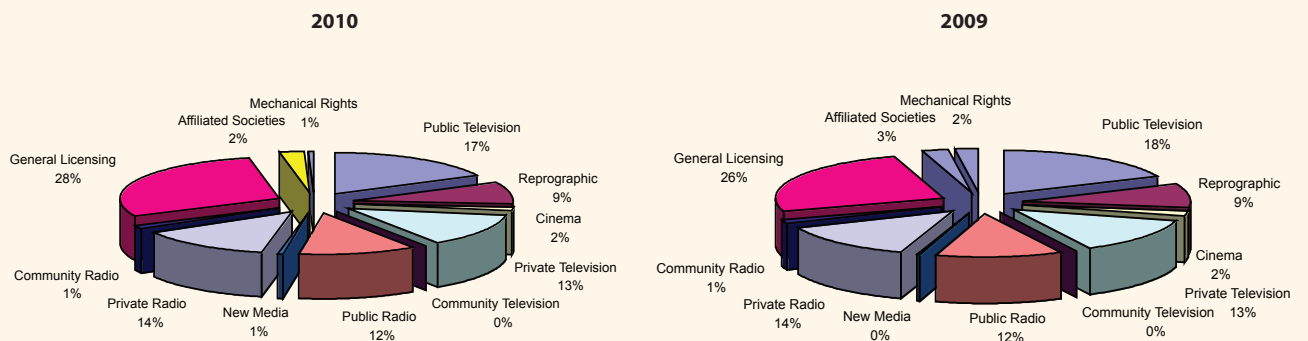 2010
Mechanical Rights
1%
Affiliated Societies
2%
Public Television
17%
General Licensing
28%
Reprographic
9%
Cinema
2%
Private Television
13%
Community Radio
1%
Private Radio
14%
New Media
1%
Public Radio
12%
Community Television
0%
2009
Mechanical Rights
2%
Affiliated Societies
3%
Public Television
18%
General Licensing
26%
Reprographic
9%
Cinema
2%
Private Television
13%
Community Radio
1%
Private Radio
14%
New Media
0%
Public Radio
12%
Community Television
0%